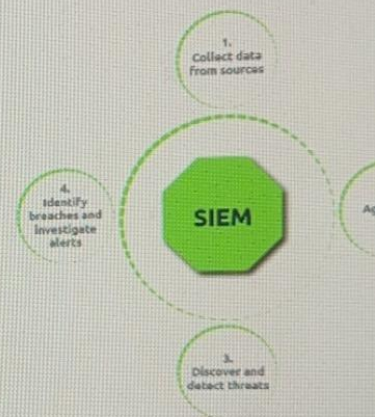 1.
Collect data
from sources
SIEM
4.
Identify
breaches and
investigate
alerts
3.
Discover and
detect threats